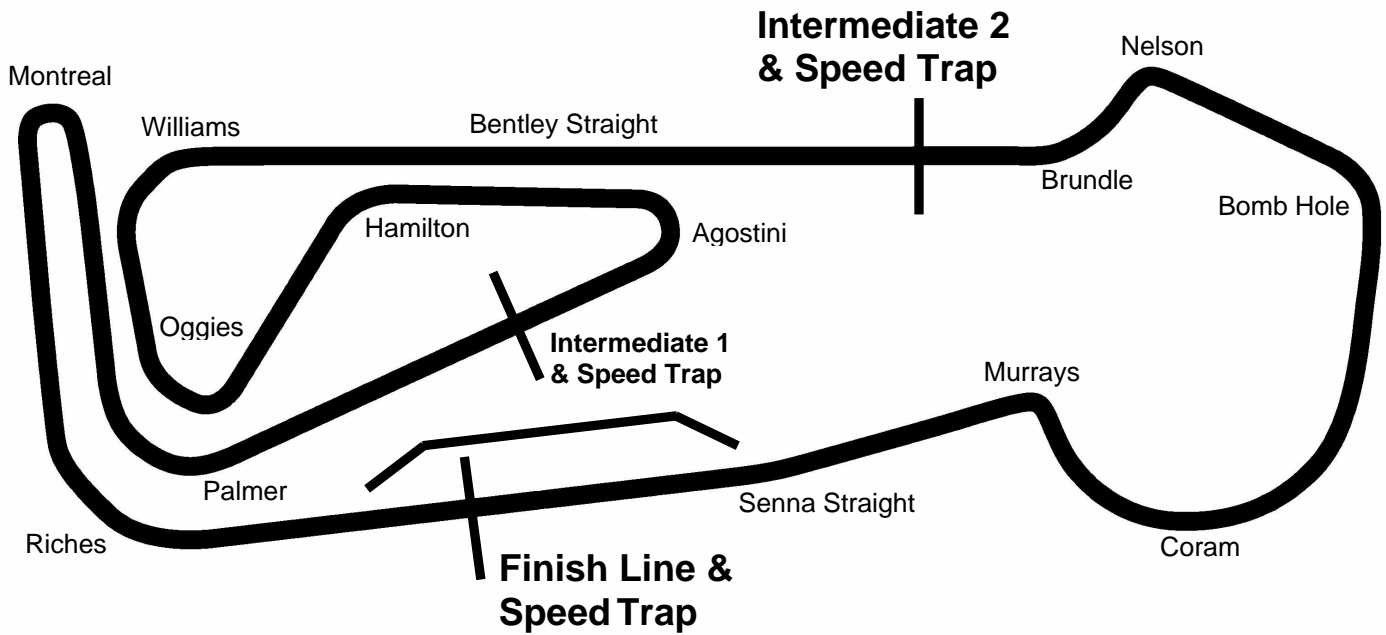 Intermediate 2
& Speed Trap
Nelson
Montreal
Williams
Bentley Straight
Brundle
Bomb Hole
Hamilton
Agostini
Oggies
Intermediate 1
& Speed Trap
Murrays
Palmer
Senna Straight
Riches
Coram
Finish Line &
Speed Trap